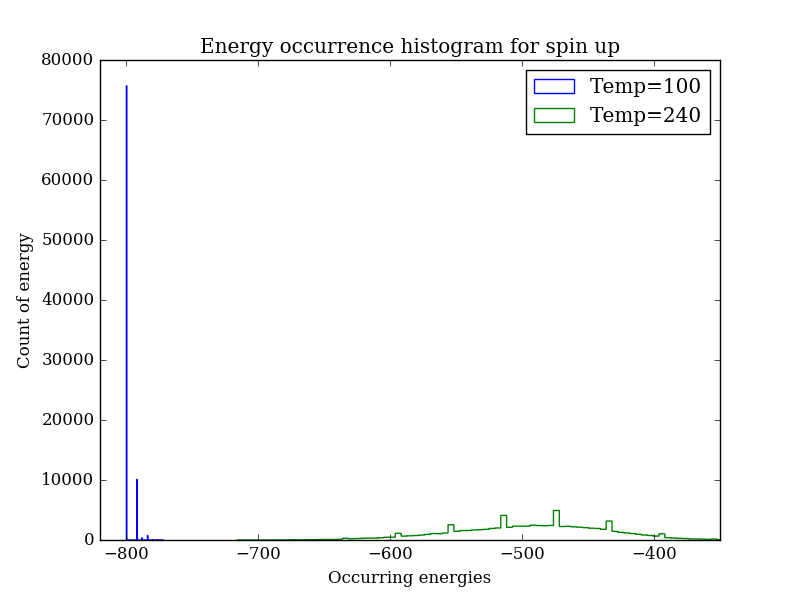 Energy occurrence histogram for spin up
80000
70000
60000
50000
40000
30000
20000
10000
0
Count of energy
Temp=100
Temp=240
−800
−700
−600
−500
−400
Occurring energies